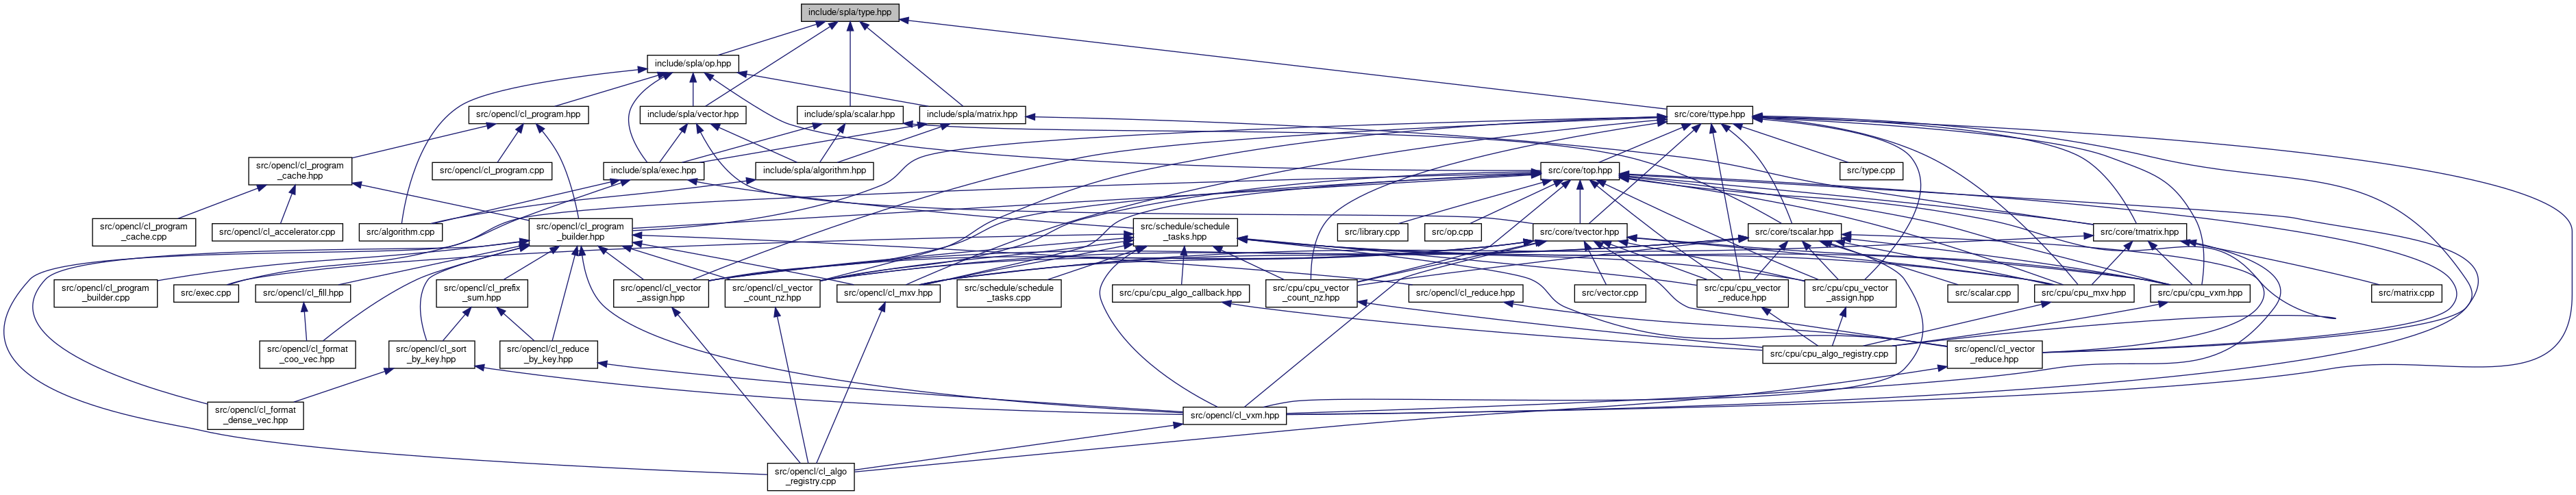 include/spla/type.hpp
include/spla/op.hpp
src/opencl/cl_program.hpp
include/spla/vector.hpp
include/spla/scalar.hpp
include/spla/matrix.hpp
src/core/ttype.hpp
src/opencl/cl_program
_cache.hpp
src/opencl/cl_program.cpp
include/spla/exec.hpp
include/spla/algorithm.hpp
src/core/top.hpp
src/type.cpp
src/opencl/cl_program
_cache.cpp
src/opencl/cl_accelerator.cpp
src/algorithm.cpp
src/opencl/cl_program
_builder.hpp
src/schedule/schedule
_tasks.hpp
src/library.cpp
src/op.cpp
src/core/tvector.hpp
src/core/tscalar.hpp
src/core/tmatrix.hpp
src/opencl/cl_program
_builder.cpp
src/exec.cpp
src/opencl/cl_fill.hpp
src/opencl/cl_prefix
_sum.hpp
src/opencl/cl_vector
_assign.hpp
src/opencl/cl_vector
_count_nz.hpp
src/opencl/cl_mxv.hpp
src/schedule/schedule
_tasks.cpp
src/cpu/cpu_algo_callback.hpp
src/cpu/cpu_vector
_count_nz.hpp
src/opencl/cl_reduce.hpp
src/vector.cpp
src/cpu/cpu_vector
_reduce.hpp
src/cpu/cpu_vector
_assign.hpp
src/scalar.cpp
src/cpu/cpu_mxv.hpp
src/cpu/cpu_vxm.hpp
src/matrix.cpp
src/opencl/cl_format
_coo_vec.hpp
src/opencl/cl_sort
_by_key.hpp
src/opencl/cl_reduce
_by_key.hpp
src/cpu/cpu_algo_registry.cpp
src/opencl/cl_vector
_reduce.hpp
src/opencl/cl_format
_dense_vec.hpp
src/opencl/cl_vxm.hpp
src/opencl/cl_algo
_registry.cpp